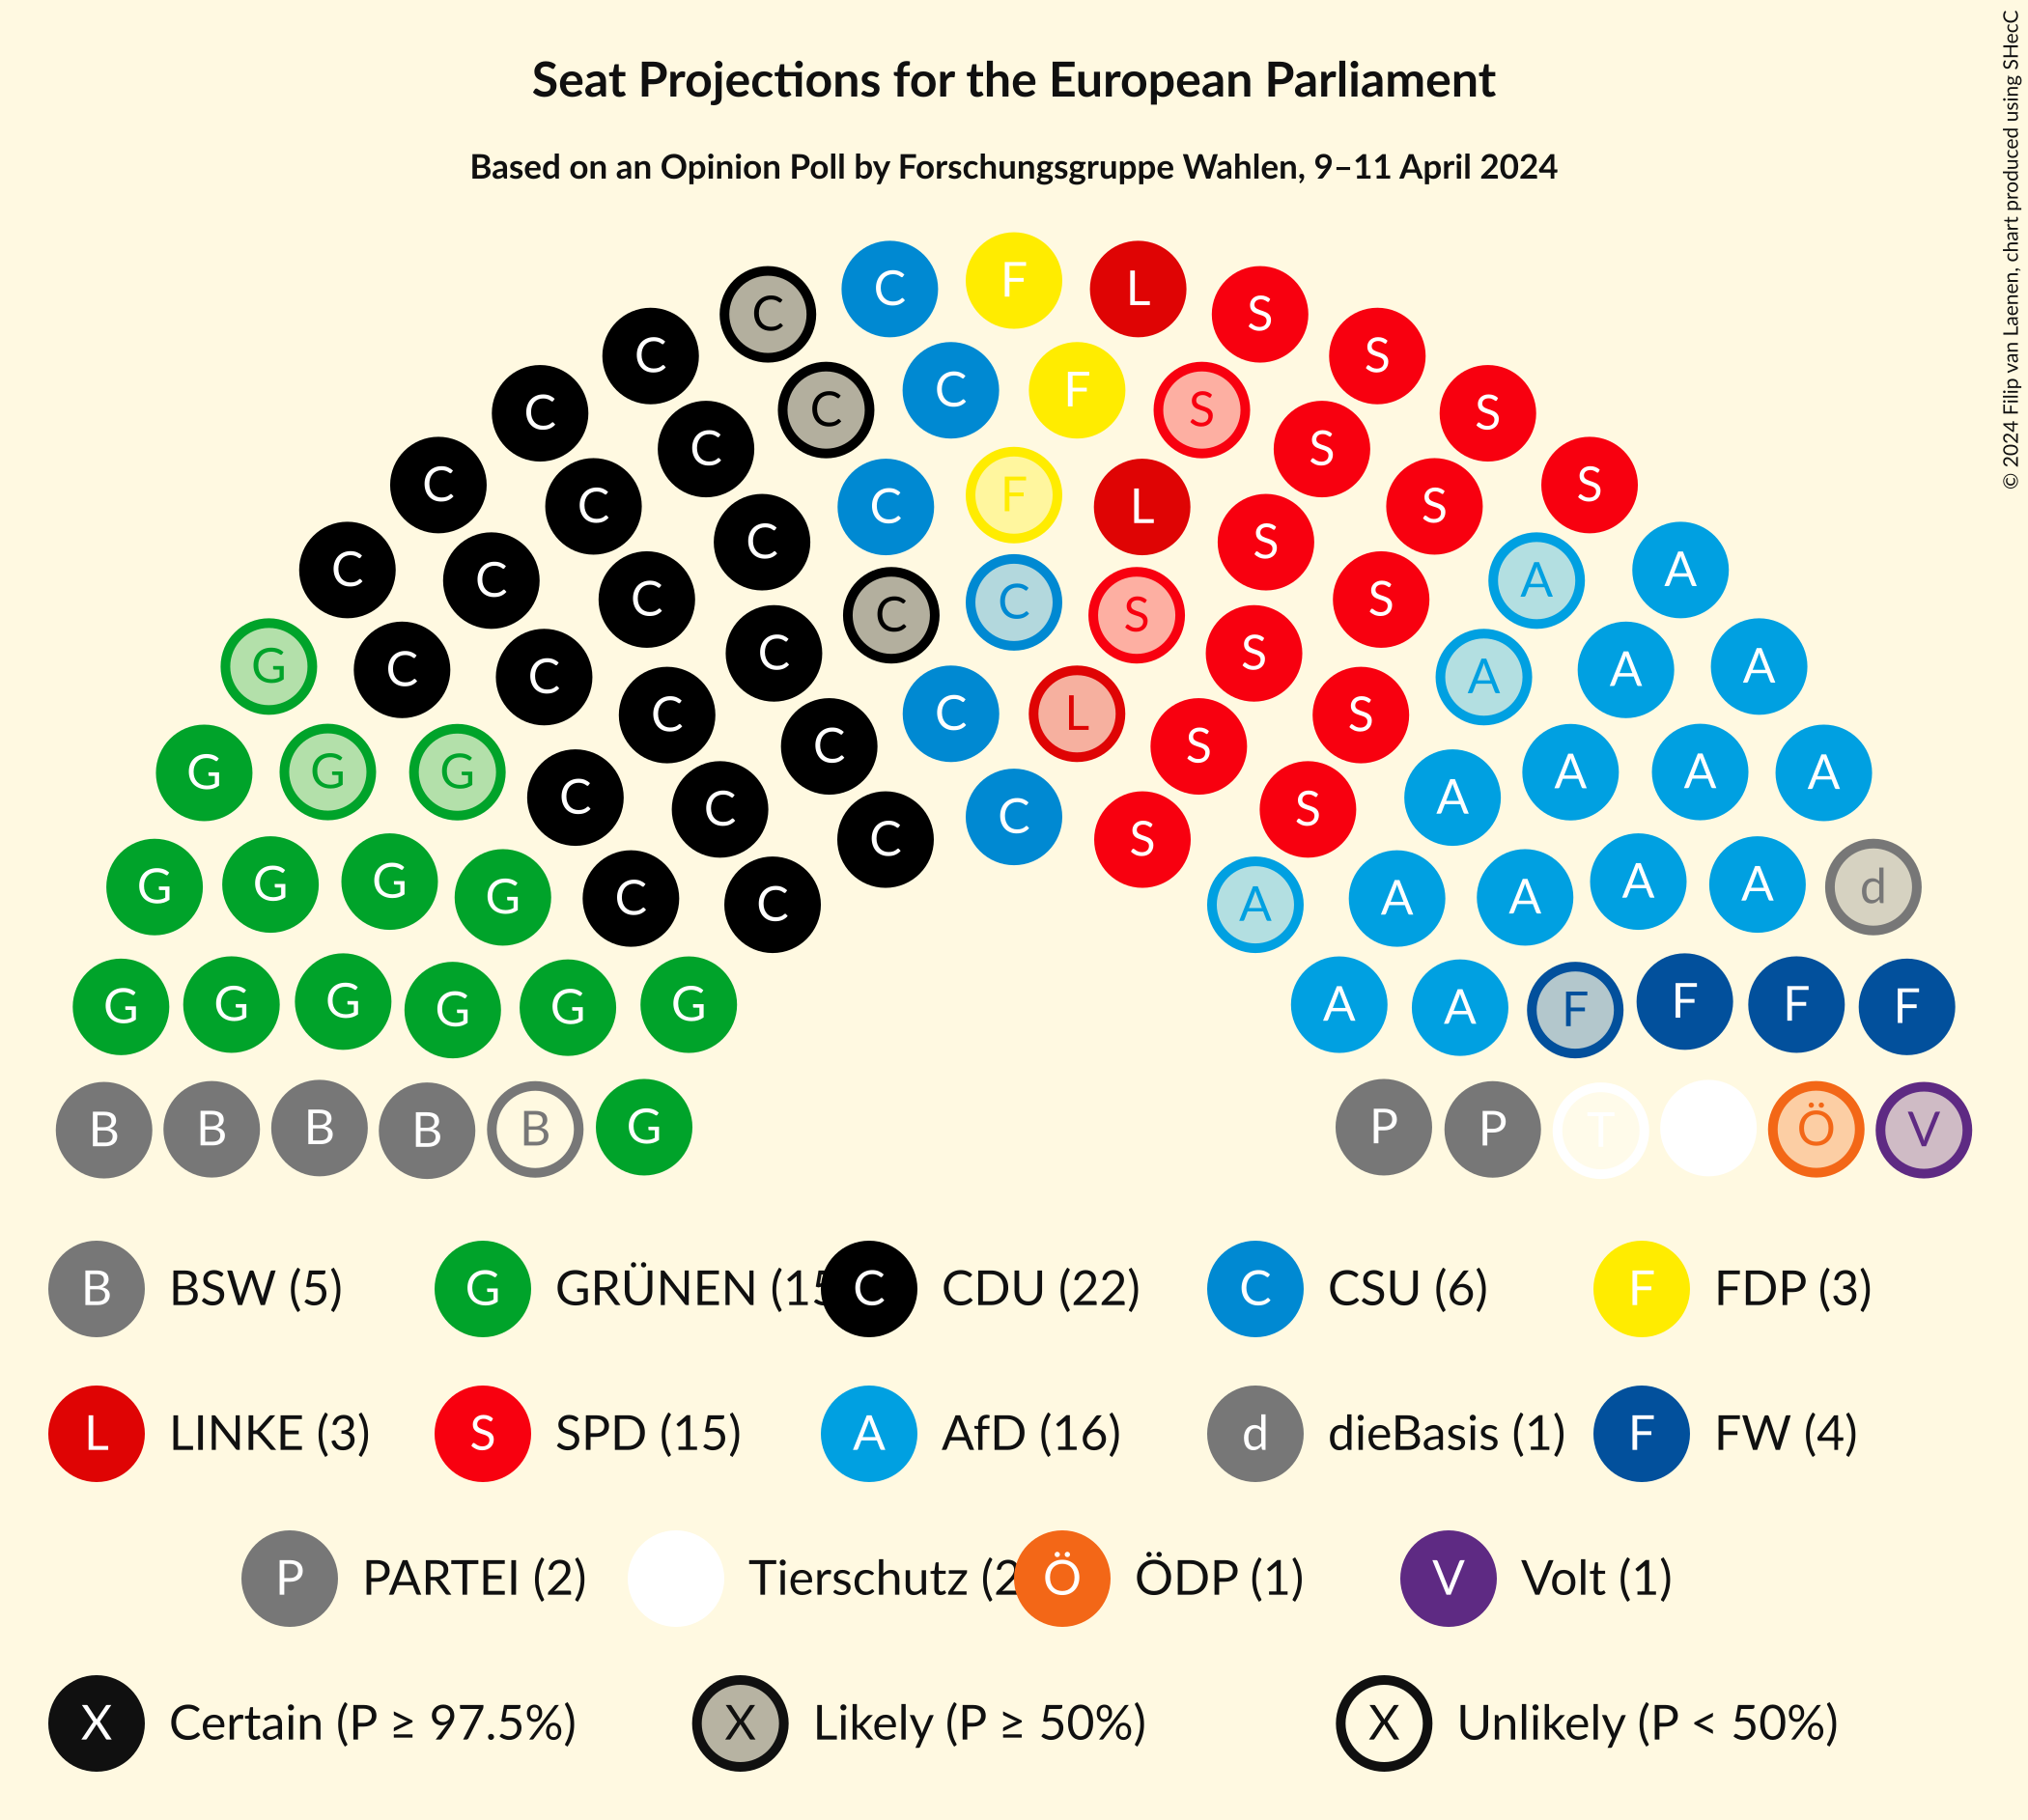 © 2024 Filip van Laenen, chart produced using SHecC
Seat Projections for the European Parliament
Based on an Opinion Poll by Forschungsgruppe Wahlen, 9–11 April 2024
C F L
C S
C S
C F
C C S S
C S
C F S
C C L S
C S
C C A A
C C S
C S
C S
G C C A A A
C C L S
C S
G G G G A A A
C C C S A
C S
G G G G C C A A A A A d
G G G G G G A A F F F F
B B B B B G P P T Ö V
B BSW (5) G GRÜNEN (15 C CDU (22) C CSU (6) F FDP (3)
L LINKE (3) S SPD (15) A AfD (16) d dieBasis (1) F FW (4)
P PARTEI (2) Tierschutz (2 Ö ÖDP (1) V Volt (1)
X Certain (P ≥ 97.5%) X Likely (P ≥ 50%) X Unlikely (P < 50%)